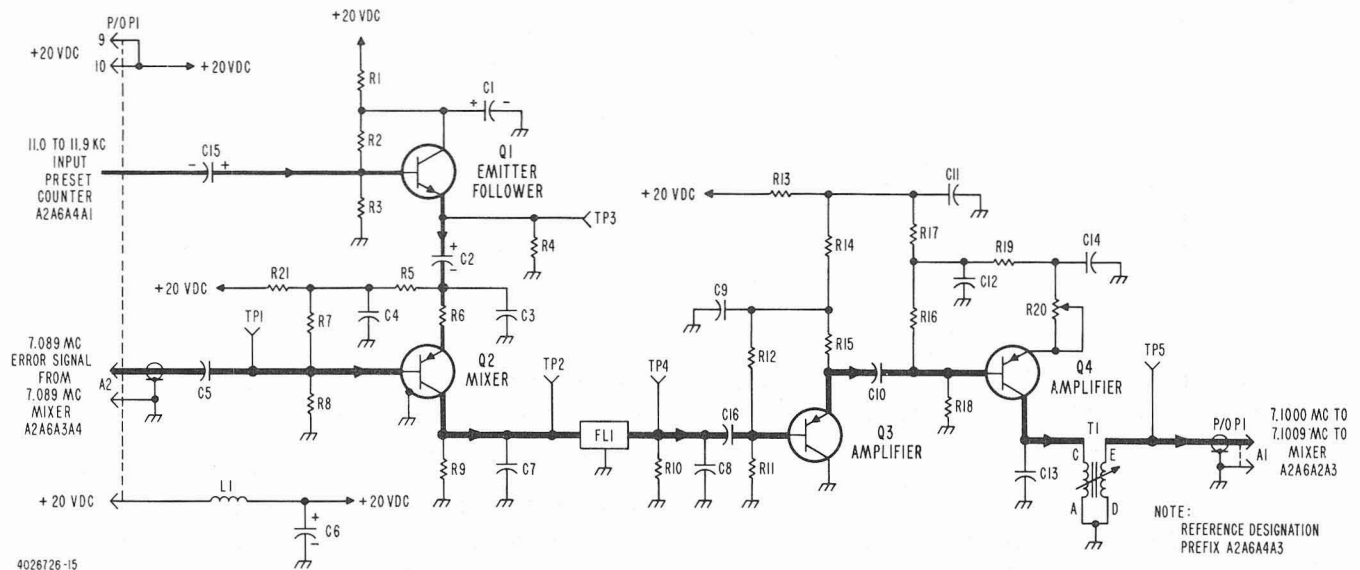 P/O P1
9
+20 VDC
10
+20VDC
+20 VDC
R1
C1
+
-
R2
11.0 TO 11.9 KC
INPUT
PRESET
COUNTER
A2A6A4A1
-
C15
+
Q1
EMITTER
FOLLOWER
R3
TP3
R4
+
C2
-
R21
R5
+20 VDC
C4
R6
C3
TP1
R7
7.089 MC
ERROR SIGNAL
FROM
7.089 MC
MIXER
A2A6A3A4
A2
C5
R8
Q2
MIXER
TP2
TP4
FL1
R9
C7
R10
C8
C16
R11
R12
C9
+20 VDC
R13
C11
R14
R17
R15
R16
C10
Q3
AMPLIFIER
R18
C12
R19
C14
R20
Q4
AMPLIFIER
TP5
C13
T1
C
E
A
D
P/O P1
A1
7.1000 MC TO
7.1009 MC TO
MIXER
A2A6A2A3
+ 20 VDC
L1
+20 VDC
+
C6
-
NOTE:
REFERENCE DESIGNATION
PREFIX A2A6A4A3
4026726-15